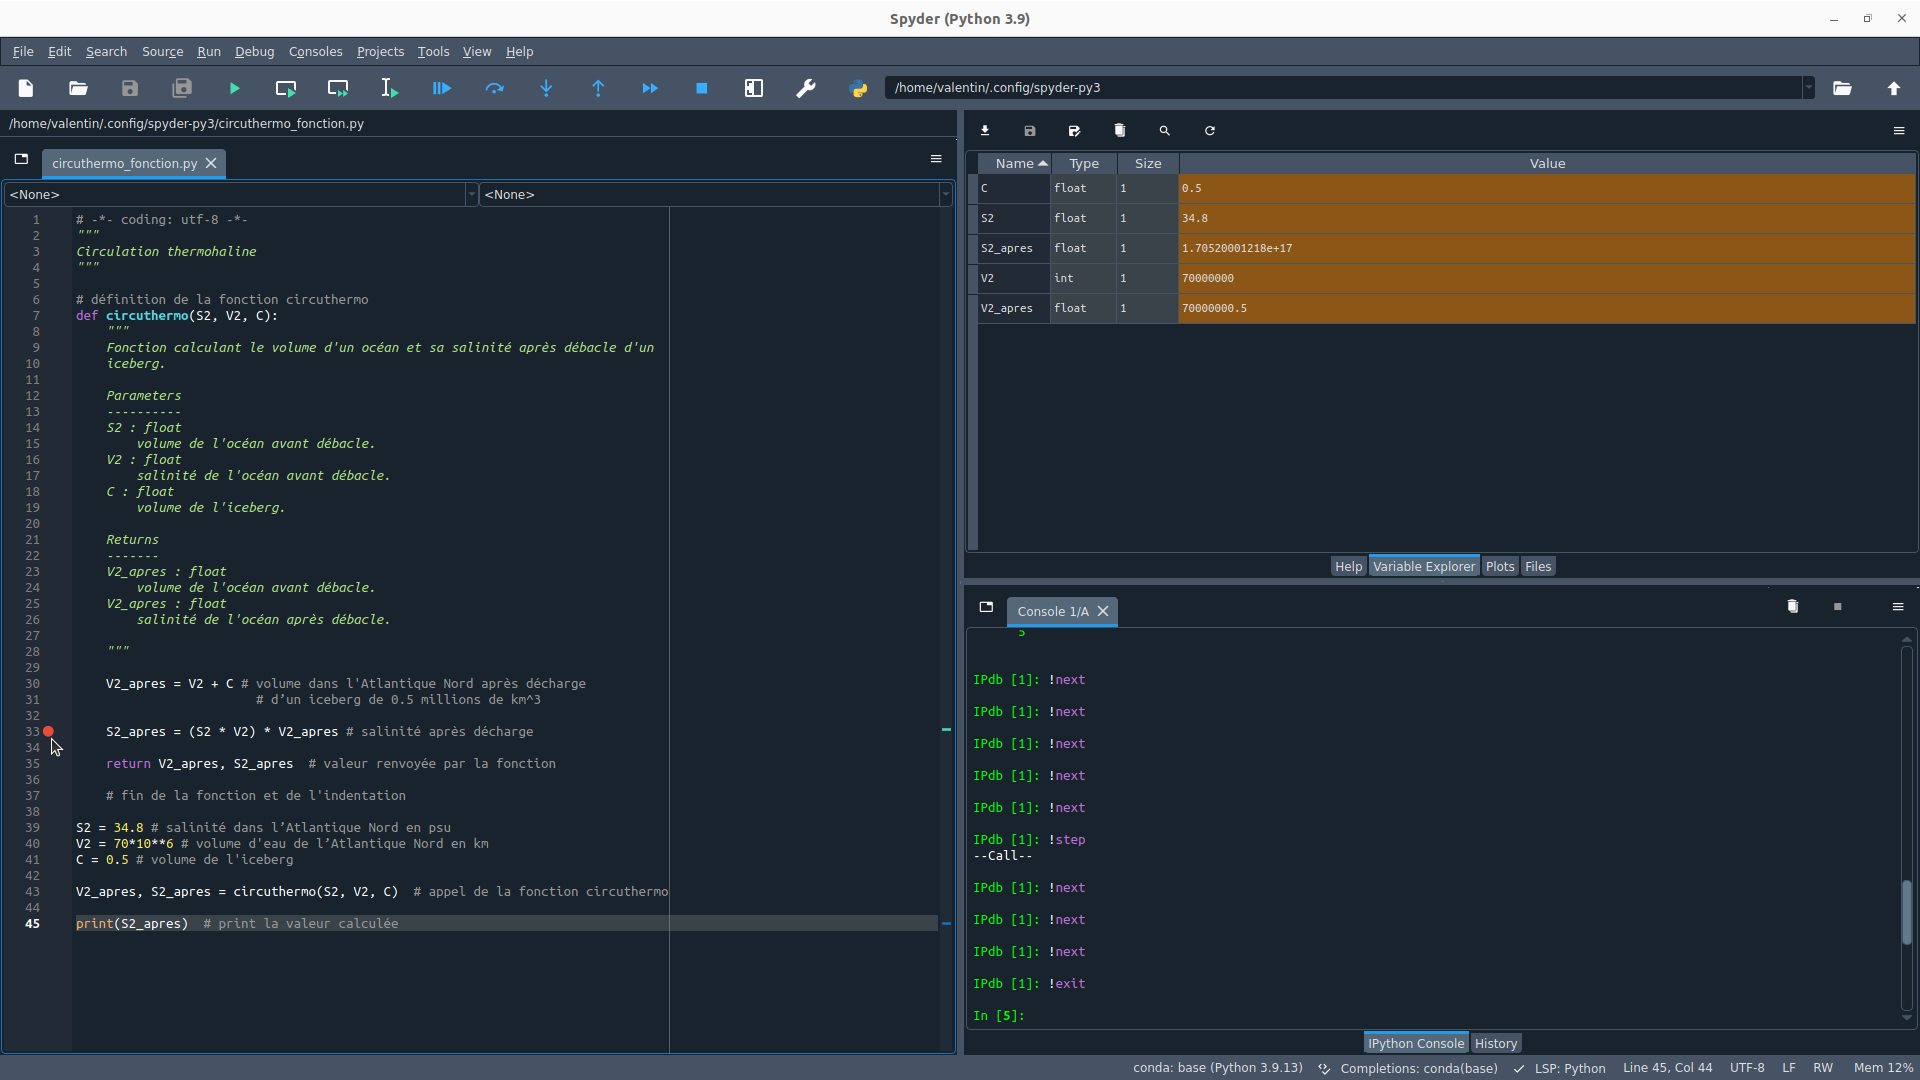 Spyder (Python 3.9)
File Edit Search Source Run Debug Consoles Projects Tools View Help
/home/valentin/.config/spyder-py3
/home/valentin/.config/spyder-py3/circuthermo_fonction.py
circuthermo_fonction.py
<None> <None>
1 # -*- coding: utf-8 -*-
2 """
3 Circulation thermohaline
4 """
5
6 # définition de la fonction circuthermo
7 def circuthermo(S2, V2, C):
8 """
9 Fonction calculant le volume d'un océan et sa salinité après débacle d'un
10 iceberg.
11
12 Parameters
13 ----------
14 S2 : float
15 volume de l'océan avant débacle.
16 V2 : float
17 salinité de l'océan avant débacle.
18 C : float
19 volume de l'iceberg.
20
21 Returns
22 -------
23 V2_apres : float
24 volume de l'océan avant débacle.
25 V2_apres : float
26 salinité de l'océan après débacle.
27
28 """
29
30 V2_apres = V2 + C # volume dans l'Atlantique Nord après décharge
31 # d’un iceberg de 0.5 millions de km^3
32
33 S2_apres = (S2 * V2) * V2_apres # salinité après décharge
34
35 return V2_apres, S2_apres # valeur renvoyée par la fonction
36
37 # fin de la fonction et de l'indentation
38
39 S2 = 34.8 # salinité dans l’Atlantique Nord en psu
40 V2 = 70*10**6 # volume d'eau de l’Atlantique Nord en km
41 C = 0.5 # volume de l'iceberg
42
43 V2_apres, S2_apres = circuthermo(S2, V2, C) # appel de la fonction circuthermo
44
45 print(S2_apres) # print la valeur calculée
Name Type Size Value
C float 1 0.5
S2 float 1 34.8
S2_apres float 1 1.70520001218e+17
V2 int 1 70000000
V2_apres float 1 70000000.5
Help Variable Explorer Plots Files
Console 1/A
5
IPdb [1]: !next
IPdb [1]: !next
IPdb [1]: !next
IPdb [1]: !next
IPdb [1]: !next
IPdb [1]: !step
--Call--
IPdb [1]: !next
IPdb [1]: !next
IPdb [1]: !next
IPdb [1]: !exit
In [5]:
IPython Console History
conda: base (Python 3.9.13) Completions: conda(base) LSP: Python Line 45, Col 44 UTF-8 LF RW Mem 12%